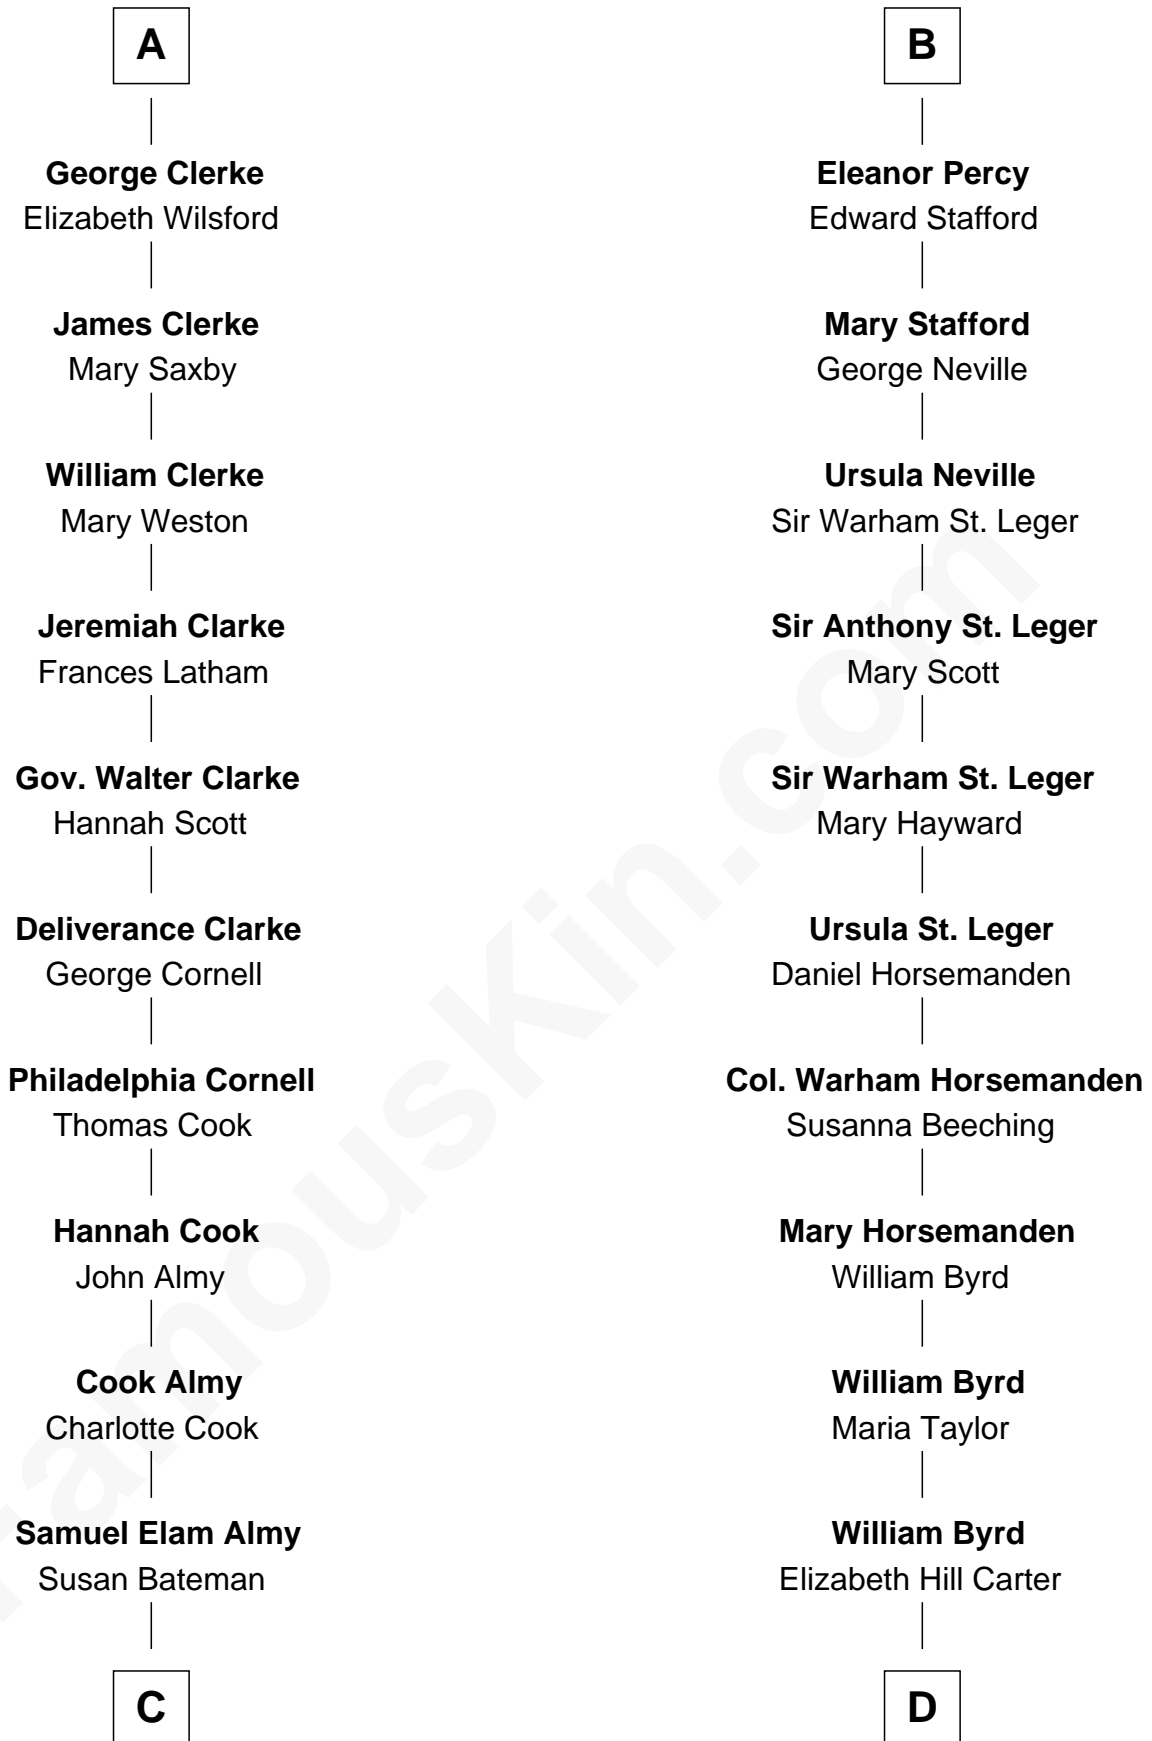 A
George Clerke
Elizabeth Wilsford
James Clerke
Mary Saxby
William Clerke
Mary Weston
Jeremiah Clarke
Frances Latham
Gov. Walter Clarke
Hannah Scott
Deliverance Clarke
George Cornell
Philadelphia Cornell
Thomas Cook
Hannah Cook
John Almy
Cook Almy
Charlotte Cook
Samuel Elam Almy
Susan Bateman
C
B
Eleanor Percy
Edward Stafford
Mary Stafford
George Neville
Ursula Neville
Sir Warham St. Leger
Sir Anthony St. Leger
Mary Scott
Sir Warham St. Leger
Mary Hayward
Ursula St. Leger
Daniel Horsemanden
Col. Warham Horsemanden
Susanna Beeching
Mary Horsemanden
William Byrd
William Byrd
Maria Taylor
William Byrd
Elizabeth Hill Carter
D
FamousKin.com